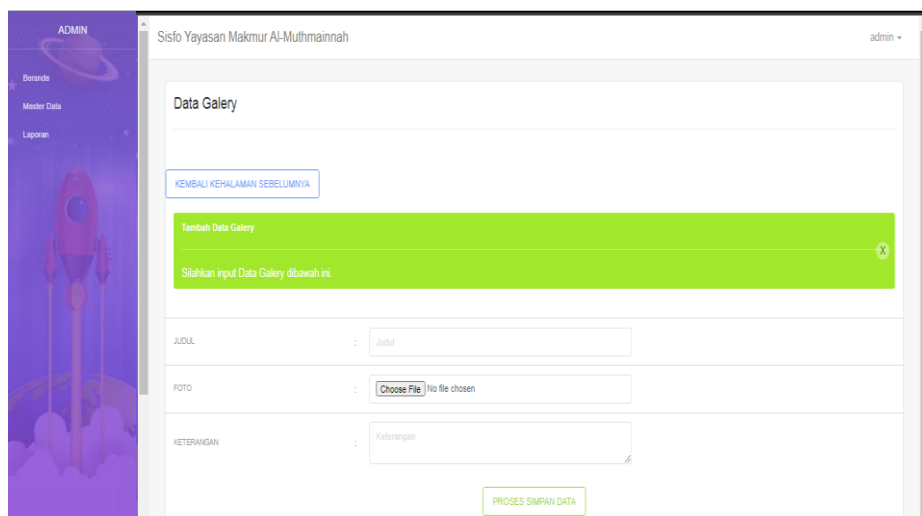 ADMIN
Sisfo Yayasan Makmur Al-Muthmainnah
admin
Beranda
Master Data
Laporan
Data Galery
KEMBALI KEHALAMAN SEBELUMNYA
Tambah Data Galery
X
Silahkan input Data Galery dibawah ini.
JUDUL : Judul
FOTO : Choose File No file chosen
KETERANGAN : Keterangan
PROSES SIMPAN DATA